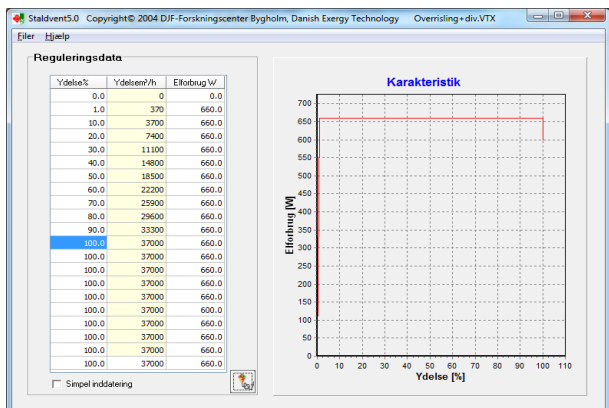 Staldvent5.0 Copyright© 2004 DJF-Forskningscenter Bygholm, Danish Exergy Technology Overrisling+div.VTX
Filer Hjælp
Reguleringsdata
Ydelse% Ydelsem³/h Elforbrug W
0.0 0 0.0
1.0 370 660.0
10.0 3700 660.0
20.0 7400 660.0
30.0 11100 660.0
40.0 14800 660.0
50.0 18500 660.0
60.0 22200 660.0
70.0 25900 660.0
80.0 29600 660.0
90.0 33300 660.0
100.0 37000 660.0
100.0 37000 660.0
100.0 37000 660.0
100.0 37000 660.0
100.0 37000 660.0
100.0 37000 660.0
100.0 37000 660.0
100.0 37000 660.0
100.0 37000 660.0
100.0 37000 660.0
Simpel inddatering
Karakteristik
700
650
600
550
500
450
400
350
300
250
200
150
100
50
0
Elforbrug [W]
0 10 20 30 40 50 60 70 80 90 100 110
Ydelse [%]